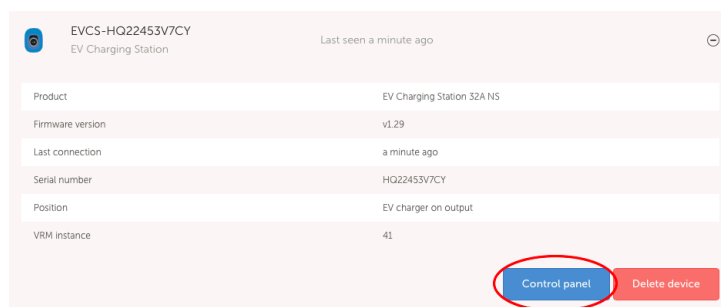 EVCS-HQ22453V7CY
EV Charging Station
Last seen a minute ago
Product EV Charging Station 32A NS
Firmware version v1.29
Last connection a minute ago
Serial number HQ22453V7CY
Position EV charger on output
VRM instance 41
Control panel Delete device